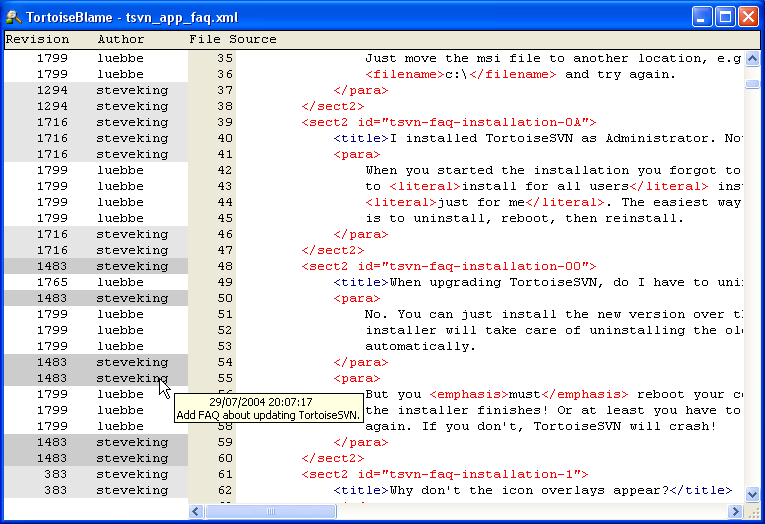 TortoiseBlame - tsvn_app_faq.xml
Revision Author File Source
1799 luebbe 35 Just move the msi file to another location, e.g
1799 luebbe 36 <filename>c:\</filename> and try again.
1294 steveking 37 </para>
1294 steveking 38 </sect2>
1716 steveking 39 <sect2 id="tsvn-faq-installation-0A">
1716 steveking 40 <title>I installed TortoiseSVN as Administrator. No
1716 steveking 41 <para>
1799 luebbe 42 When you started the installation you forgot to
1799 luebbe 43 to <literal>install for all users</literal> ins
1799 luebbe 44 <literal>just for me</literal>. The easiest way
1799 luebbe 45 is to uninstall, reboot, then reinstall.
1716 steveking 46 </para>
1716 steveking 47 </sect2>
1483 steveking 48 <sect2 id="tsvn-faq-installation-00">
1765 luebbe 49 <title>When upgrading TortoiseSVN, do I have to uni
1483 steveking 50 <para>
1799 luebbe 51 No. You can just install the new version over t
1799 luebbe 52 installer will take care of uninstalling the ol
1799 luebbe 53 automatically.
1483 steveking 54 </para>
1483 steveking 55 <para>
1799 luebbe 56 But you <emphasis>must</emphasis> reboot your c
1799 luebbe the installer finishes! Or at least you have to
1799 luebbe 58 again. If you don't, TortoiseSVN will crash!
1483 steveking 59 </para>
1483 steveking 60 </sect2>
383 steveking 61 <sect2 id="tsvn-faq-installation-1">
383 steveking 62 <title>Why don't the icon overlays appear?</title>
29/07/2004 20:07:17
Add FAQ about updating TortoiseSVN.